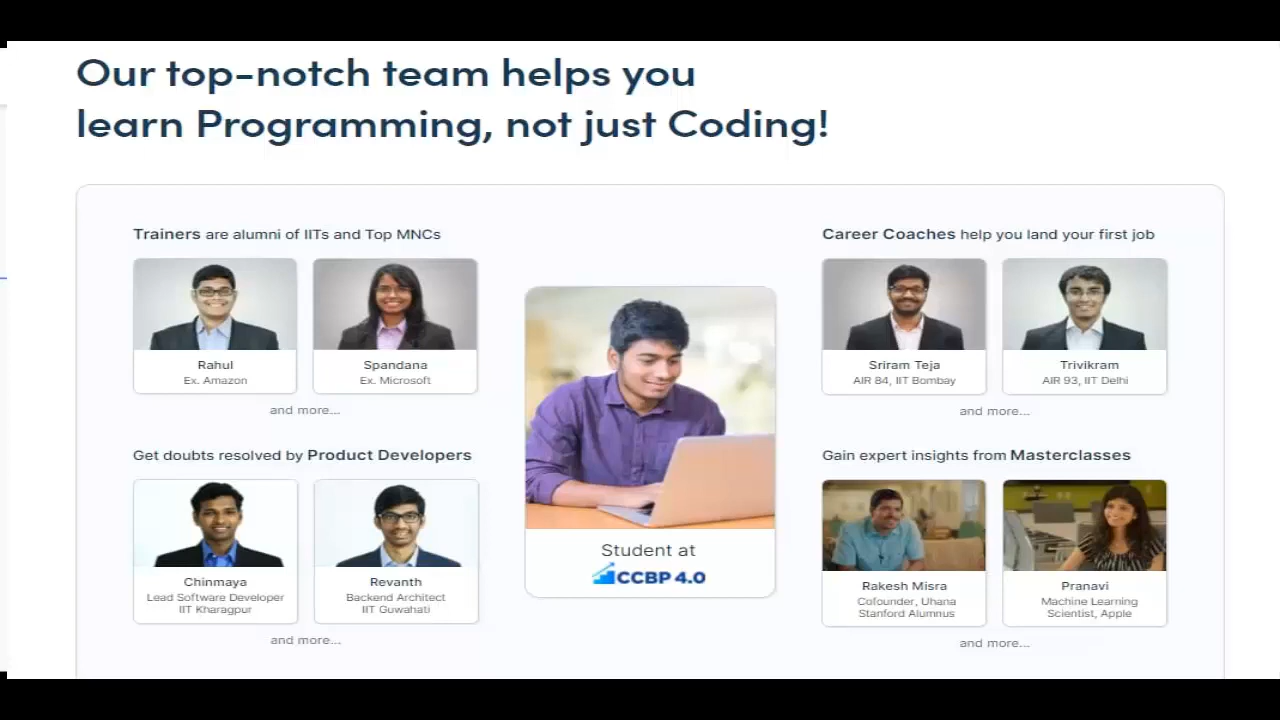 Our top-notch team helps you
learn Programming, not just Coding!
Trainers are alumni of IITs and Top MNCs
Rahul
Ex. Amazon
Spandana
Ex. Microsoft
and more...
Get doubts resolved by Product Developers
Chinmaya
Lead Software Developer
IIT Kharagpur
Revanth
Backend Architect
IIT Guwahati
and more...
Student at
CCBP 4.0
Career Coaches help you land your first job
Sriram Teja
AIR 84, IIT Bombay
Trivikram
AIR 93, IIT Delhi
and more...
Gain expert insights from Masterclasses
Rakesh Misra
Cofounder, Uhana
Stanford Alumnus
Pranavi
Machine Learning
Scientist, Apple
and more...